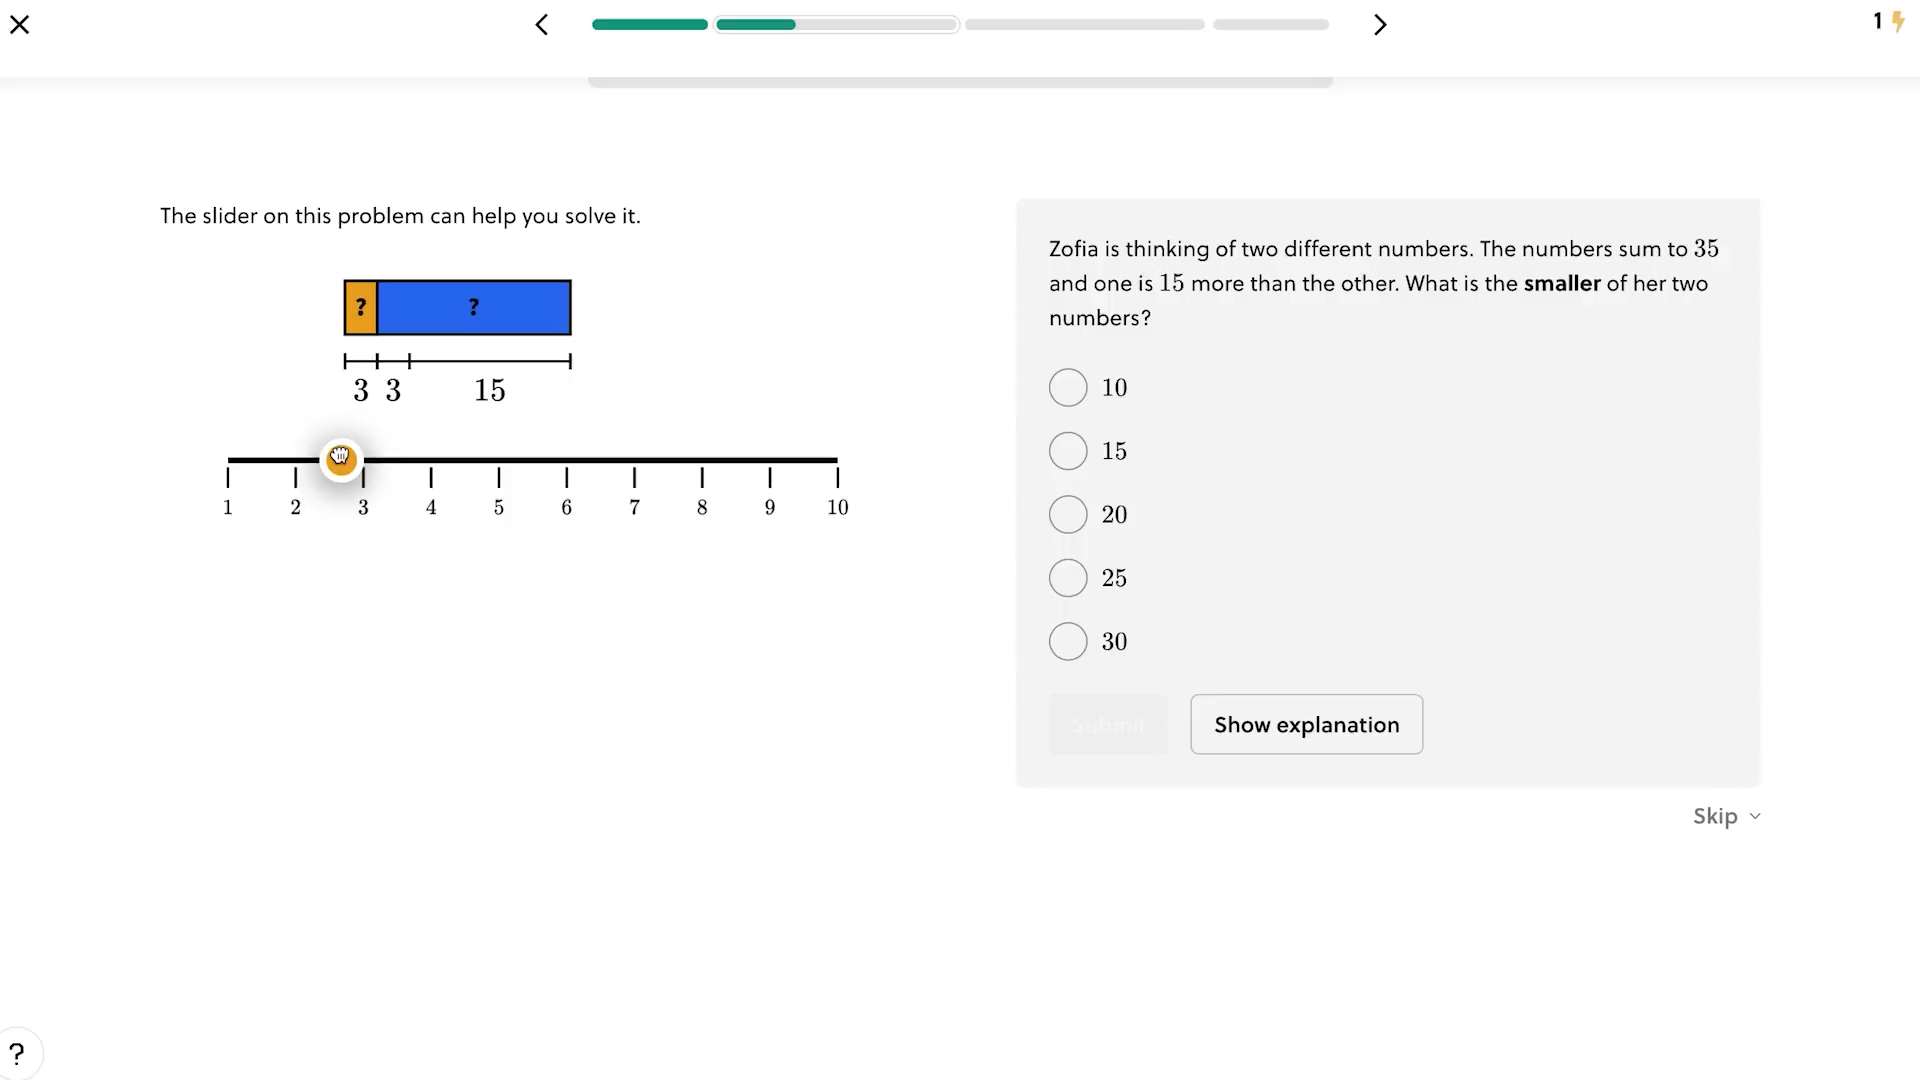 1
The slider on this problem can help you solve it.
? ?
3 3 15
1 2 3 4 5 6 7 8 9 10
Zofia is thinking of two different numbers. The numbers sum to 35
and one is 15 more than the other. What is the smaller of her two
numbers?
10
15
20
25
30
Submit Show explanation
Skip
?